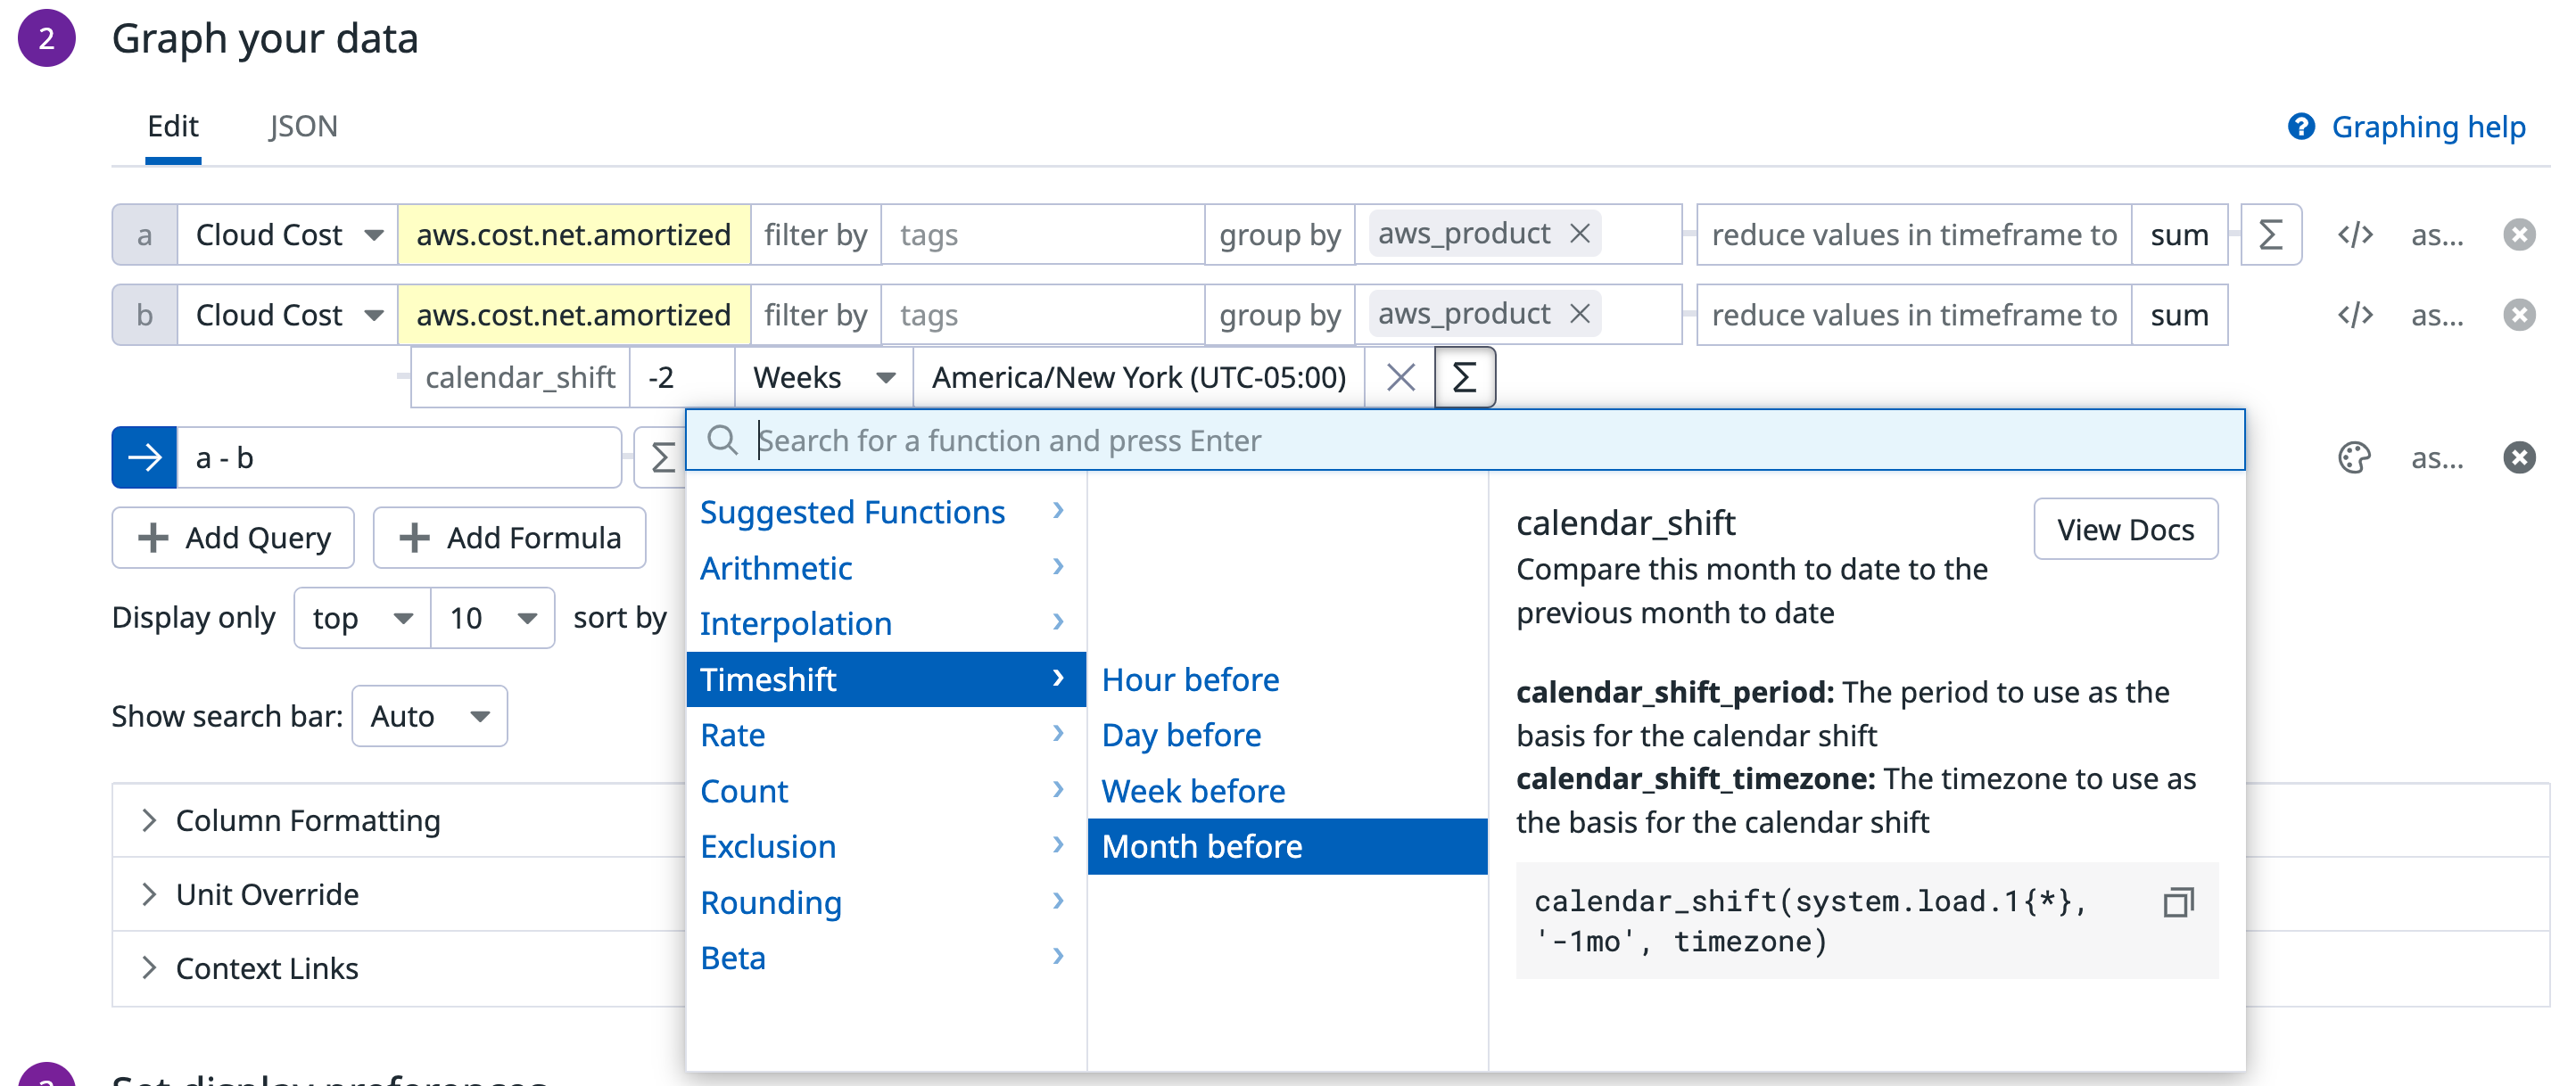 2 Graph your data
Edit JSON ? Graphing help
a Cloud Cost aws.cost.net.amortized filter by tags group by aws_product reduce values in timeframe to sum Σ </> as...
b Cloud Cost aws.cost.net.amortized filter by tags group by aws_product reduce values in timeframe to sum </> as...
calendar_shift -2 Weeks America/New York (UTC-05:00) Σ
Search for a function and press Enter
a - b Σ as...
Add Query Add Formula
Display only top 10 sort by
Show search bar: Auto
Column Formatting
Unit Override
Context Links
Suggested Functions
Arithmetic
Interpolation
Timeshift
Rate
Count
Exclusion
Rounding
Beta
Hour before
Day before
Week before
Month before
calendar_shift View Docs
Compare this month to date to the
previous month to date
calendar_shift_period: The period to use as the
basis for the calendar shift
calendar_shift_timezone: The timezone to use as
the basis for the calendar shift
calendar_shift(system.load.1{*},
'-1mo', timezone)
Set display preferences